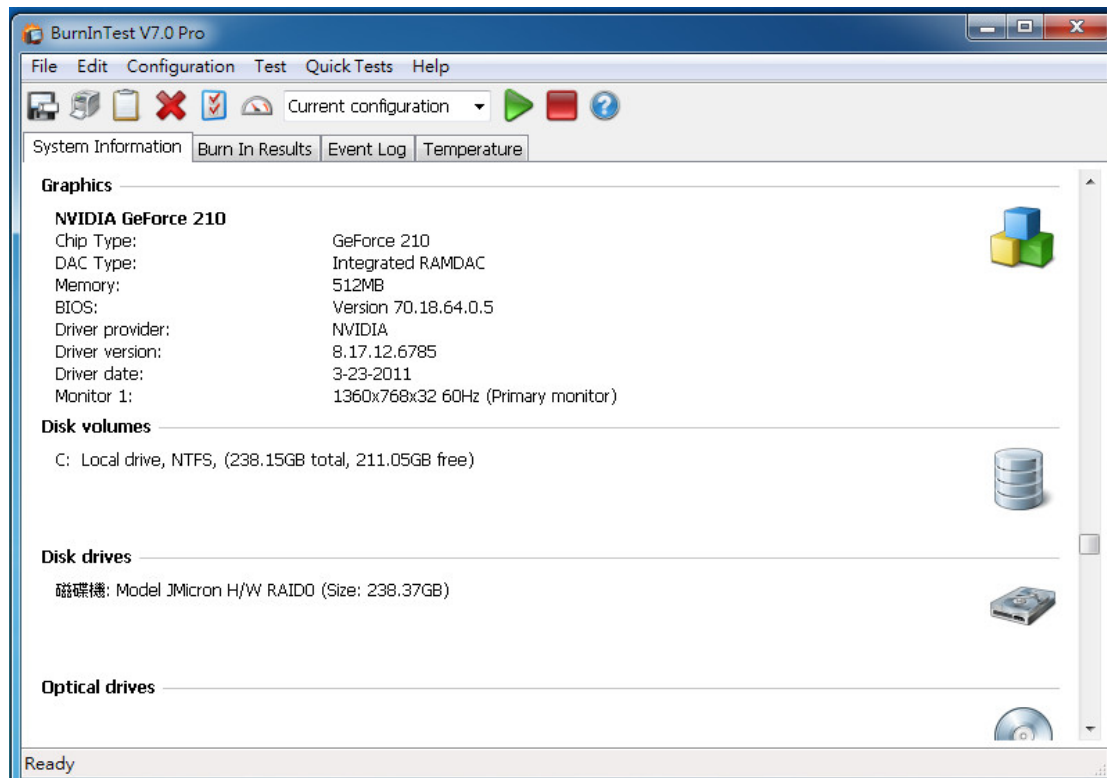 BurnInTest V7.0 Pro
File Edit Configuration Test Quick Tests Help
Current configuration
System Information Burn In Results Event Log Temperature
Graphics
NVIDIA GeForce 210
Chip Type: GeForce 210
DAC Type: Integrated RAMDAC
Memory: 512MB
BIOS: Version 70.18.64.0.5
Driver provider: NVIDIA
Driver version: 8.17.12.6785
Driver date: 3-23-2011
Monitor 1: 1360x768x32 60Hz (Primary monitor)
Disk volumes
C: Local drive, NTFS, (238.15GB total, 211.05GB free)
Disk drives
磁碟機: Model JMicron H/W RAID0 (Size: 238.37GB)
Optical drives
Ready